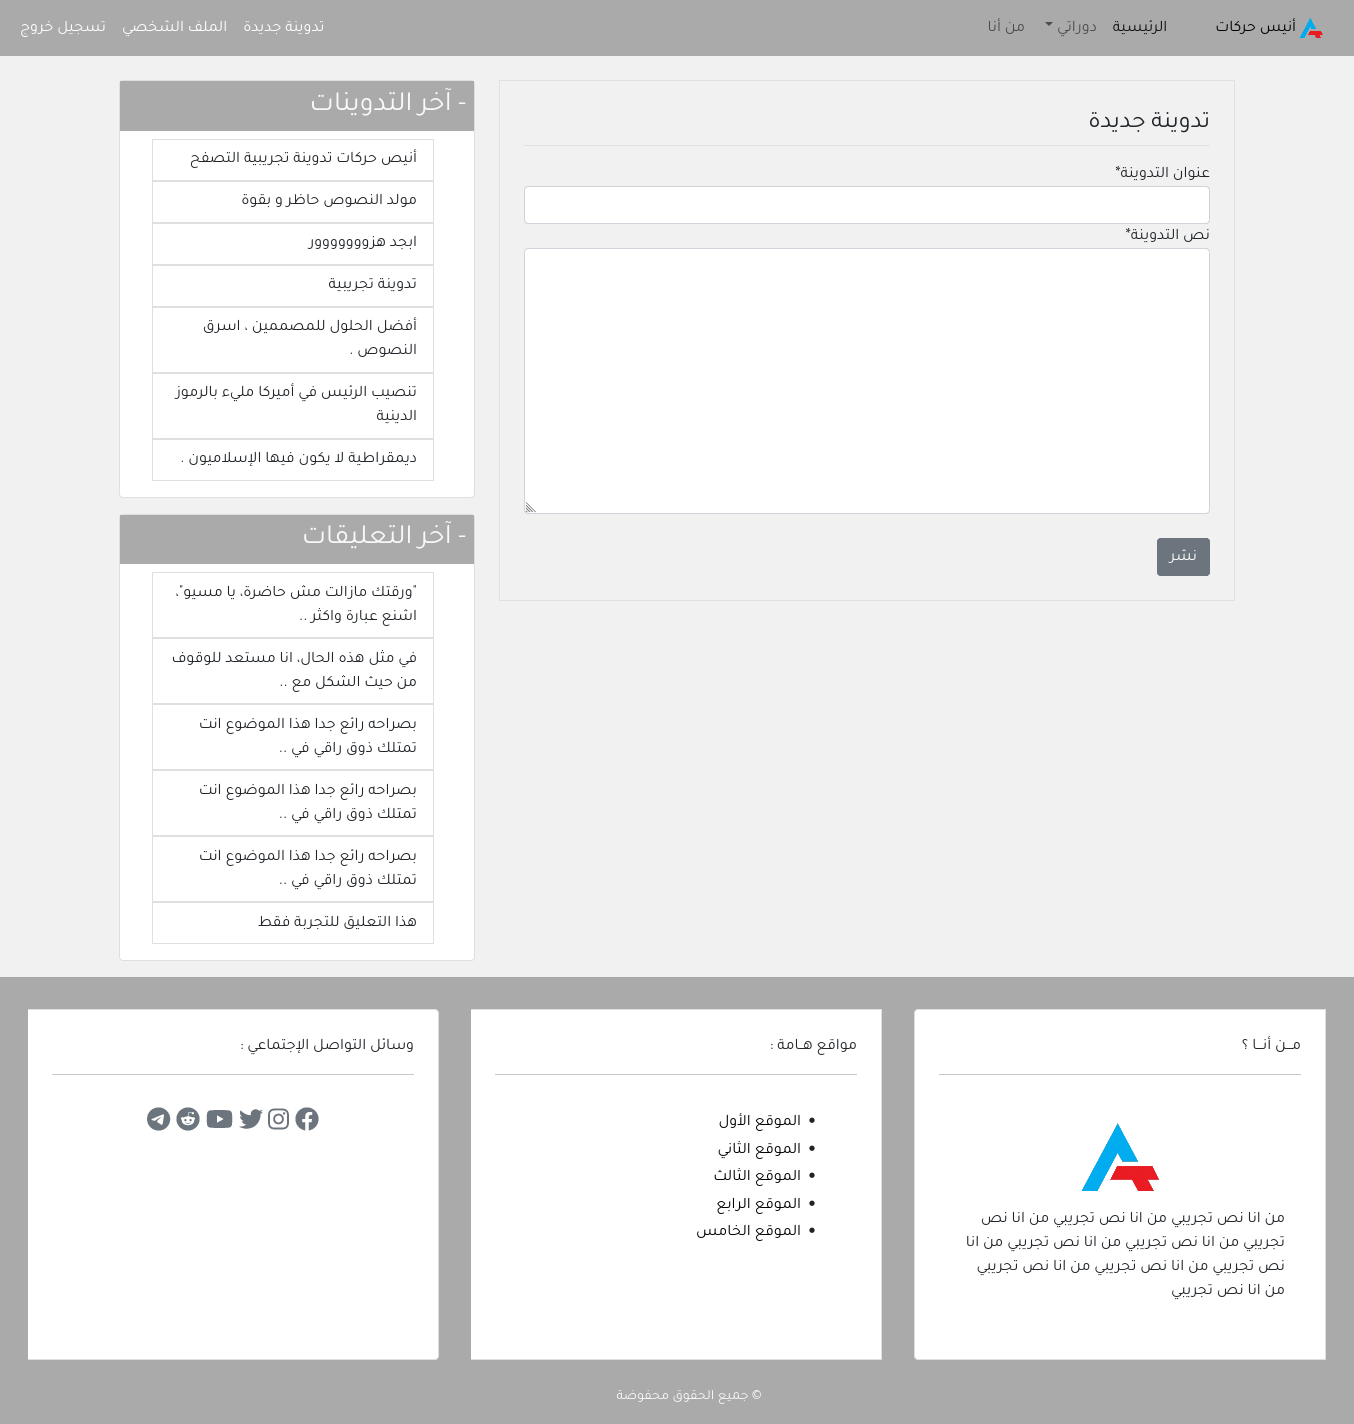 أنيس حركات
الرئيسية
دوراتي
من أنا
تدوينة جديدة
الملف الشخصي
تسجيل خروج
تدوينة جديدة
عنوان التدوينة*
نص التدوينة*
نشر
- آخر التدوينات
أنيص حركات تدوينة تجريبية التصفح
مولد النصوص حاظر و بقوة
ابجد هزوووووووور
تدوينة تجريبية
أفضل الحلول للمصممين ، اسرق
النصوص .
تنصيب الرئيس في أميركا مليء بالرموز
الدينية
ديمقراطية لا يكون فيها الإسلاميون .
- آخر التعليقات
"ورقتك مازالت مش حاضرة، يا مسيو"،
اشنع عبارة واكثر ..
في مثل هذه الحال، انا مستعد للوقوف
من حيث الشكل مع ..
بصراحه رائع جدا هذا الموضوع انت
تمتلك ذوق راقي في ..
بصراحه رائع جدا هذا الموضوع انت
تمتلك ذوق راقي في ..
بصراحه رائع جدا هذا الموضوع انت
تمتلك ذوق راقي في ..
هذا التعليق للتجربة فقط
مــن أنــا ؟
من انا نص تجريبي من انا نص تجريبي من انا نص
تجريبي من انا نص تجريبي من انا نص تجريبي من انا
نص تجريبي من انا نص تجريبي من انا نص تجريبي
من انا نص تجريبي
مواقع هــامة :
• الموقع الأول
• الموقع الثاني
• الموقع الثالث
• الموقع الرابع
• الموقع الخامس
وسائل التواصل الإجتماعي :
© جميع الحقوق محفوضة